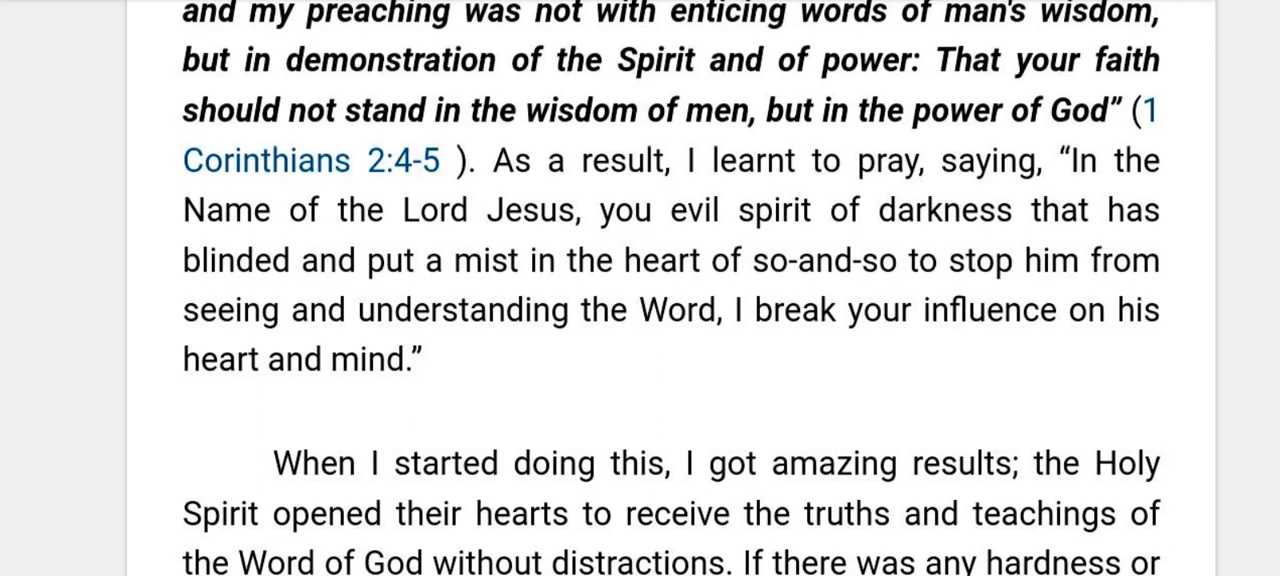 and my preaching was not with enticing words of man's wisdom,
but in demonstration of the Spirit and of power: That your faith
should not stand in the wisdom of men, but in the power of God” (1
Corinthians 2:4-5 ). As a result, I learnt to pray, saying, “In the
Name of the Lord Jesus, you evil spirit of darkness that has
blinded and put a mist in the heart of so-and-so to stop him from
seeing and understanding the Word, I break your influence on his
heart and mind.”
When I started doing this, I got amazing results; the Holy
Spirit opened their hearts to receive the truths and teachings of
the Word of God without distractions. If there was any hardness or